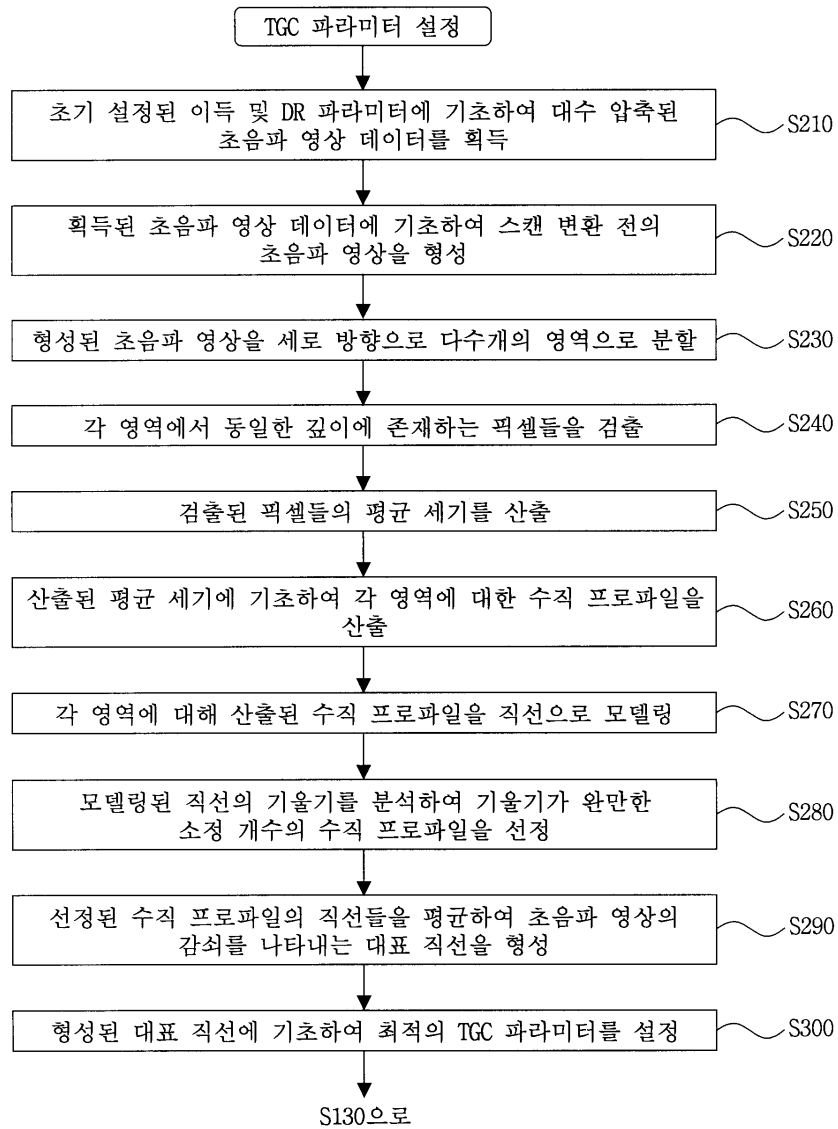 TGC 파라미터 설정
초기 설정된 이득 및 DR 파라미터에 기초하여 대수 압축된
초음파 영상 데이터를 획득
S210
획득된 초음파 영상 데이터에 기초하여 스캔 변환 전의
초음파 영상을 형성
S220
형성된 초음파 영상을 세로 방향으로 다수개의 영역으로 분할
S230
각 영역에서 동일한 깊이에 존재하는 픽셀들을 검출
S240
검출된 픽셀들의 평균 세기를 산출
S250
산출된 평균 세기에 기초하여 각 영역에 대한 수직 프로파일을
산출
S260
각 영역에 대해 산출된 수직 프로파일을 직선으로 모델링
S270
모델링된 직선의 기울기를 분석하여 기울기가 완만한
소정 개수의 수직 프로파일을 선정
S280
선정된 수직 프로파일의 직선들을 평균하여 초음파 영상의
감쇠를 나타내는 대표 직선을 형성
S290
형성된 대표 직선에 기초하여 최적의 TGC 파라미터를 설정
S300
S130으로